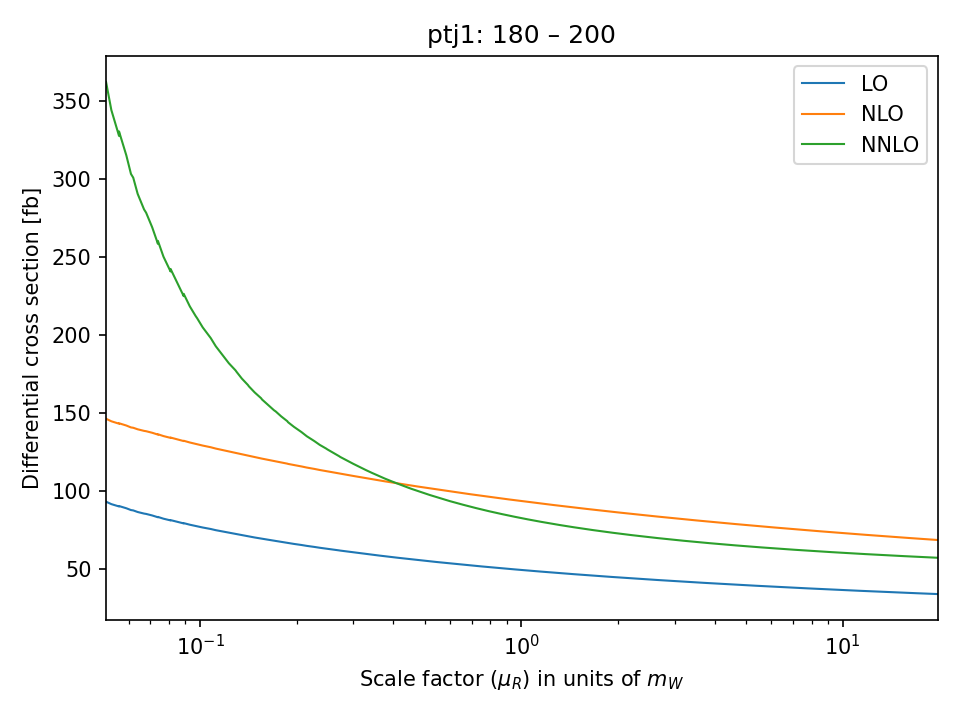 ptj1: 180 – 200
LO
NLO
NNLO
Differential cross section [fb]
350
300
250
200
150
100
50
10⁻¹
10⁰
10¹
Scale factor (μ_R) in units of m_W